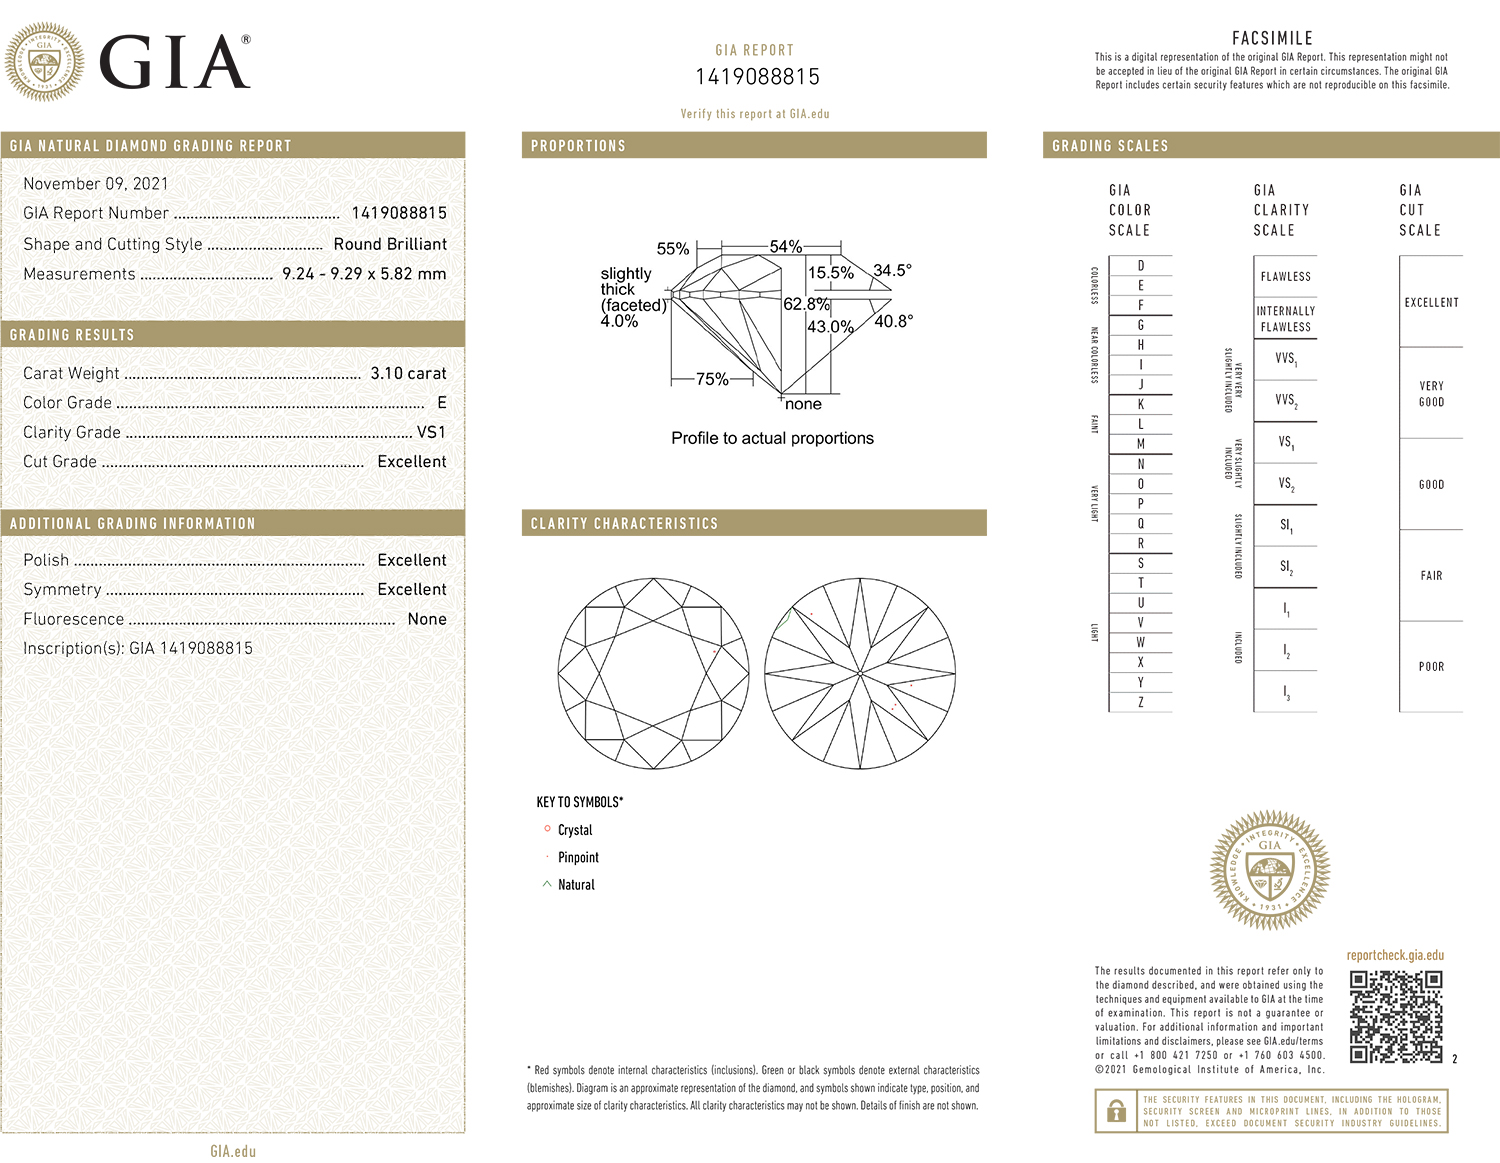 GIA®
GIA REPORT
1419088815
Verify this report at GIA.edu
FACSIMILE
This is a digital representation of the original GIA Report. This representation might not
be accepted in lieu of the original GIA Report in certain circumstances. The original GIA
Report includes certain security features which are not reproducible on this facsimile.
GIA NATURAL DIAMOND GRADING REPORT
November 09, 2021
GIA Report Number ........................................ 1419088815
Shape and Cutting Style ............................ Round Brilliant
Measurements ................................ 9.24 - 9.29 x 5.82 mm
GRADING RESULTS
Carat Weight ......................................................... 3.10 carat
Color Grade .......................................................................... E
Clarity Grade ..................................................................... VS1
Cut Grade ............................................................... Excellent
ADDITIONAL GRADING INFORMATION
Polish ...................................................................... Excellent
Symmetry .............................................................. Excellent
Fluorescence ................................................................ None
Inscription(s): GIA 1419088815
GIA.edu
PROPORTIONS
55%
54%
slightly
thick
(faceted)
4.0%
15.5%
34.5°
62.8%
43.0%
40.8°
75%
none
Profile to actual proportions
CLARITY CHARACTERISTICS
KEY TO SYMBOLS*
Crystal
Pinpoint
Natural
* Red symbols denote internal characteristics (inclusions). Green or black symbols denote external characteristics
(blemishes). Diagram is an approximate representation of the diamond, and symbols shown indicate type, position, and
approximate size of clarity characteristics. All clarity characteristics may not be shown. Details of finish are not shown.
GRADING SCALES
GIA
COLOR
SCALE
COLORLESS
D
E
F
NEAR COLORLESS
G
H
I
J
FAINT
K
L
M
VERY LIGHT
N
O
P
Q
R
LIGHT
S
T
U
V
W
X
Y
Z
GIA
CLARITY
SCALE
FLAWLESS
INTERNALLY
FLAWLESS
VERY VERY
SLIGHTLY INCLUDED
VVS1
VVS2
VERY SLIGHTLY
INCLUDED
VS1
VS2
SLIGHTLY INCLUDED
SI1
SI2
INCLUDED
I1
I2
I3
GIA
CUT
SCALE
EXCELLENT
VERY
GOOD
GOOD
FAIR
POOR
KNOWLEDGE • INTEGRITY • EXCELLENCE
GIA
1931
reportcheck.gia.edu
The results documented in this report refer only to
the diamond described, and were obtained using the
techniques and equipment available to GIA at the time
of examination. This report is not a guarantee or
valuation. For additional information and important
limitations and disclaimers, please see GIA.edu/terms
or call +1 800 421 7250 or +1 760 603 4500.
©2021 Gemological Institute of America, Inc.
2
THE SECURITY FEATURES IN THIS DOCUMENT, INCLUDING THE HOLOGRAM,
SECURITY SCREEN AND MICROPRINT LINES, IN ADDITION TO THOSE
NOT LISTED, EXCEED DOCUMENT SECURITY INDUSTRY GUIDELINES.